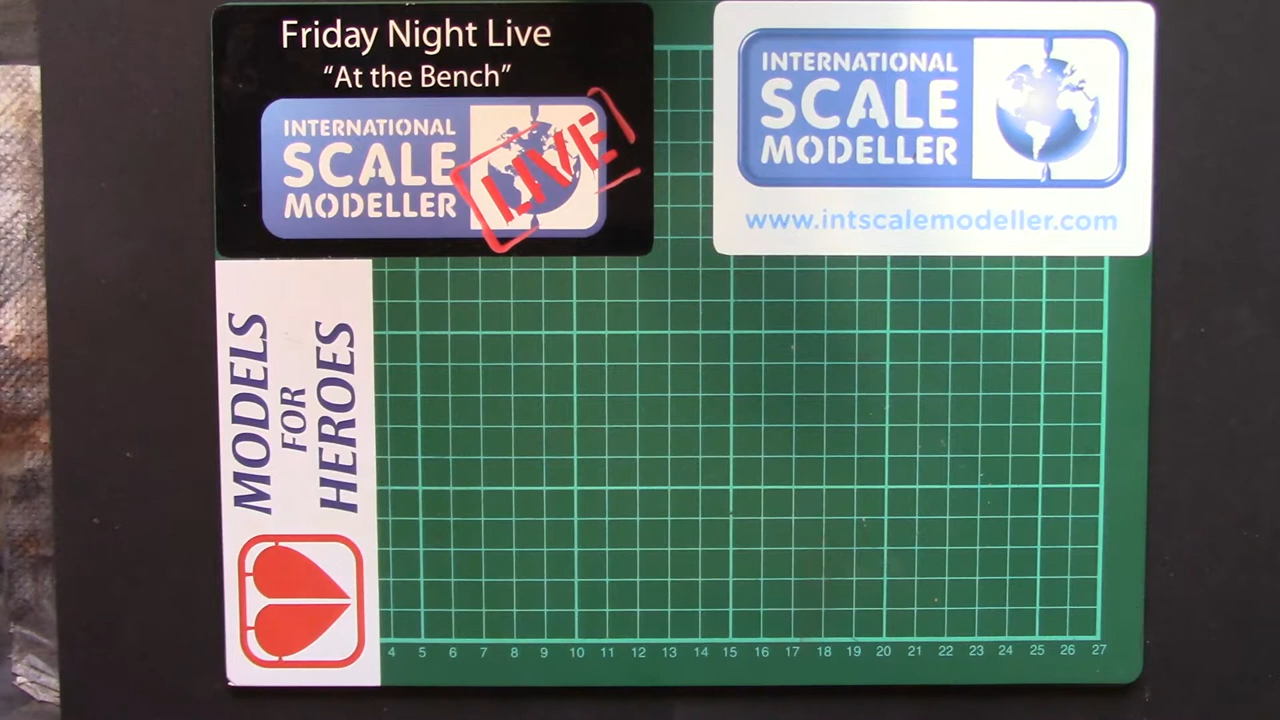 Friday Night Live
“At the Bench”
INTERNATIONAL
SCALE
MODELLER
LIVE!
INTERNATIONAL
SCALE
MODELLER
www.intscalemodeller.com
MODELS
FOR
HEROES
4 5 6 7 8 9 10 11 12 13 14 15 16 17 18 19 20 21 22 23 24 25 26 27